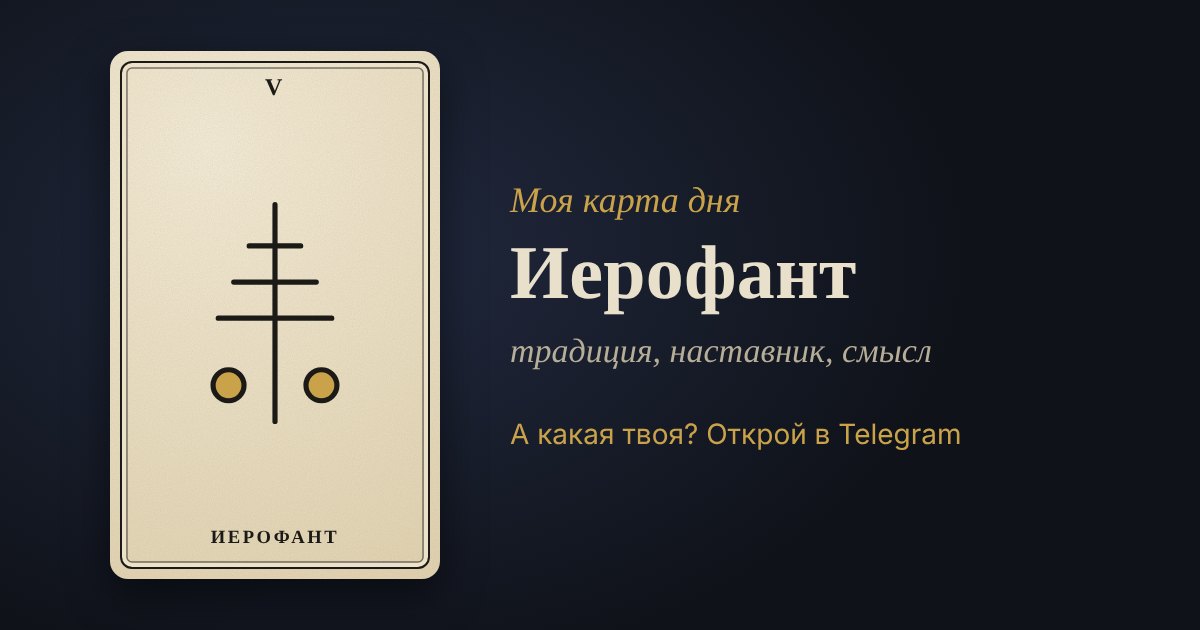 V
ИЕРОФАНТ
Моя карта дня
Иерофант
традиция, наставник, смысл
А какая твоя? Открой в Telegram